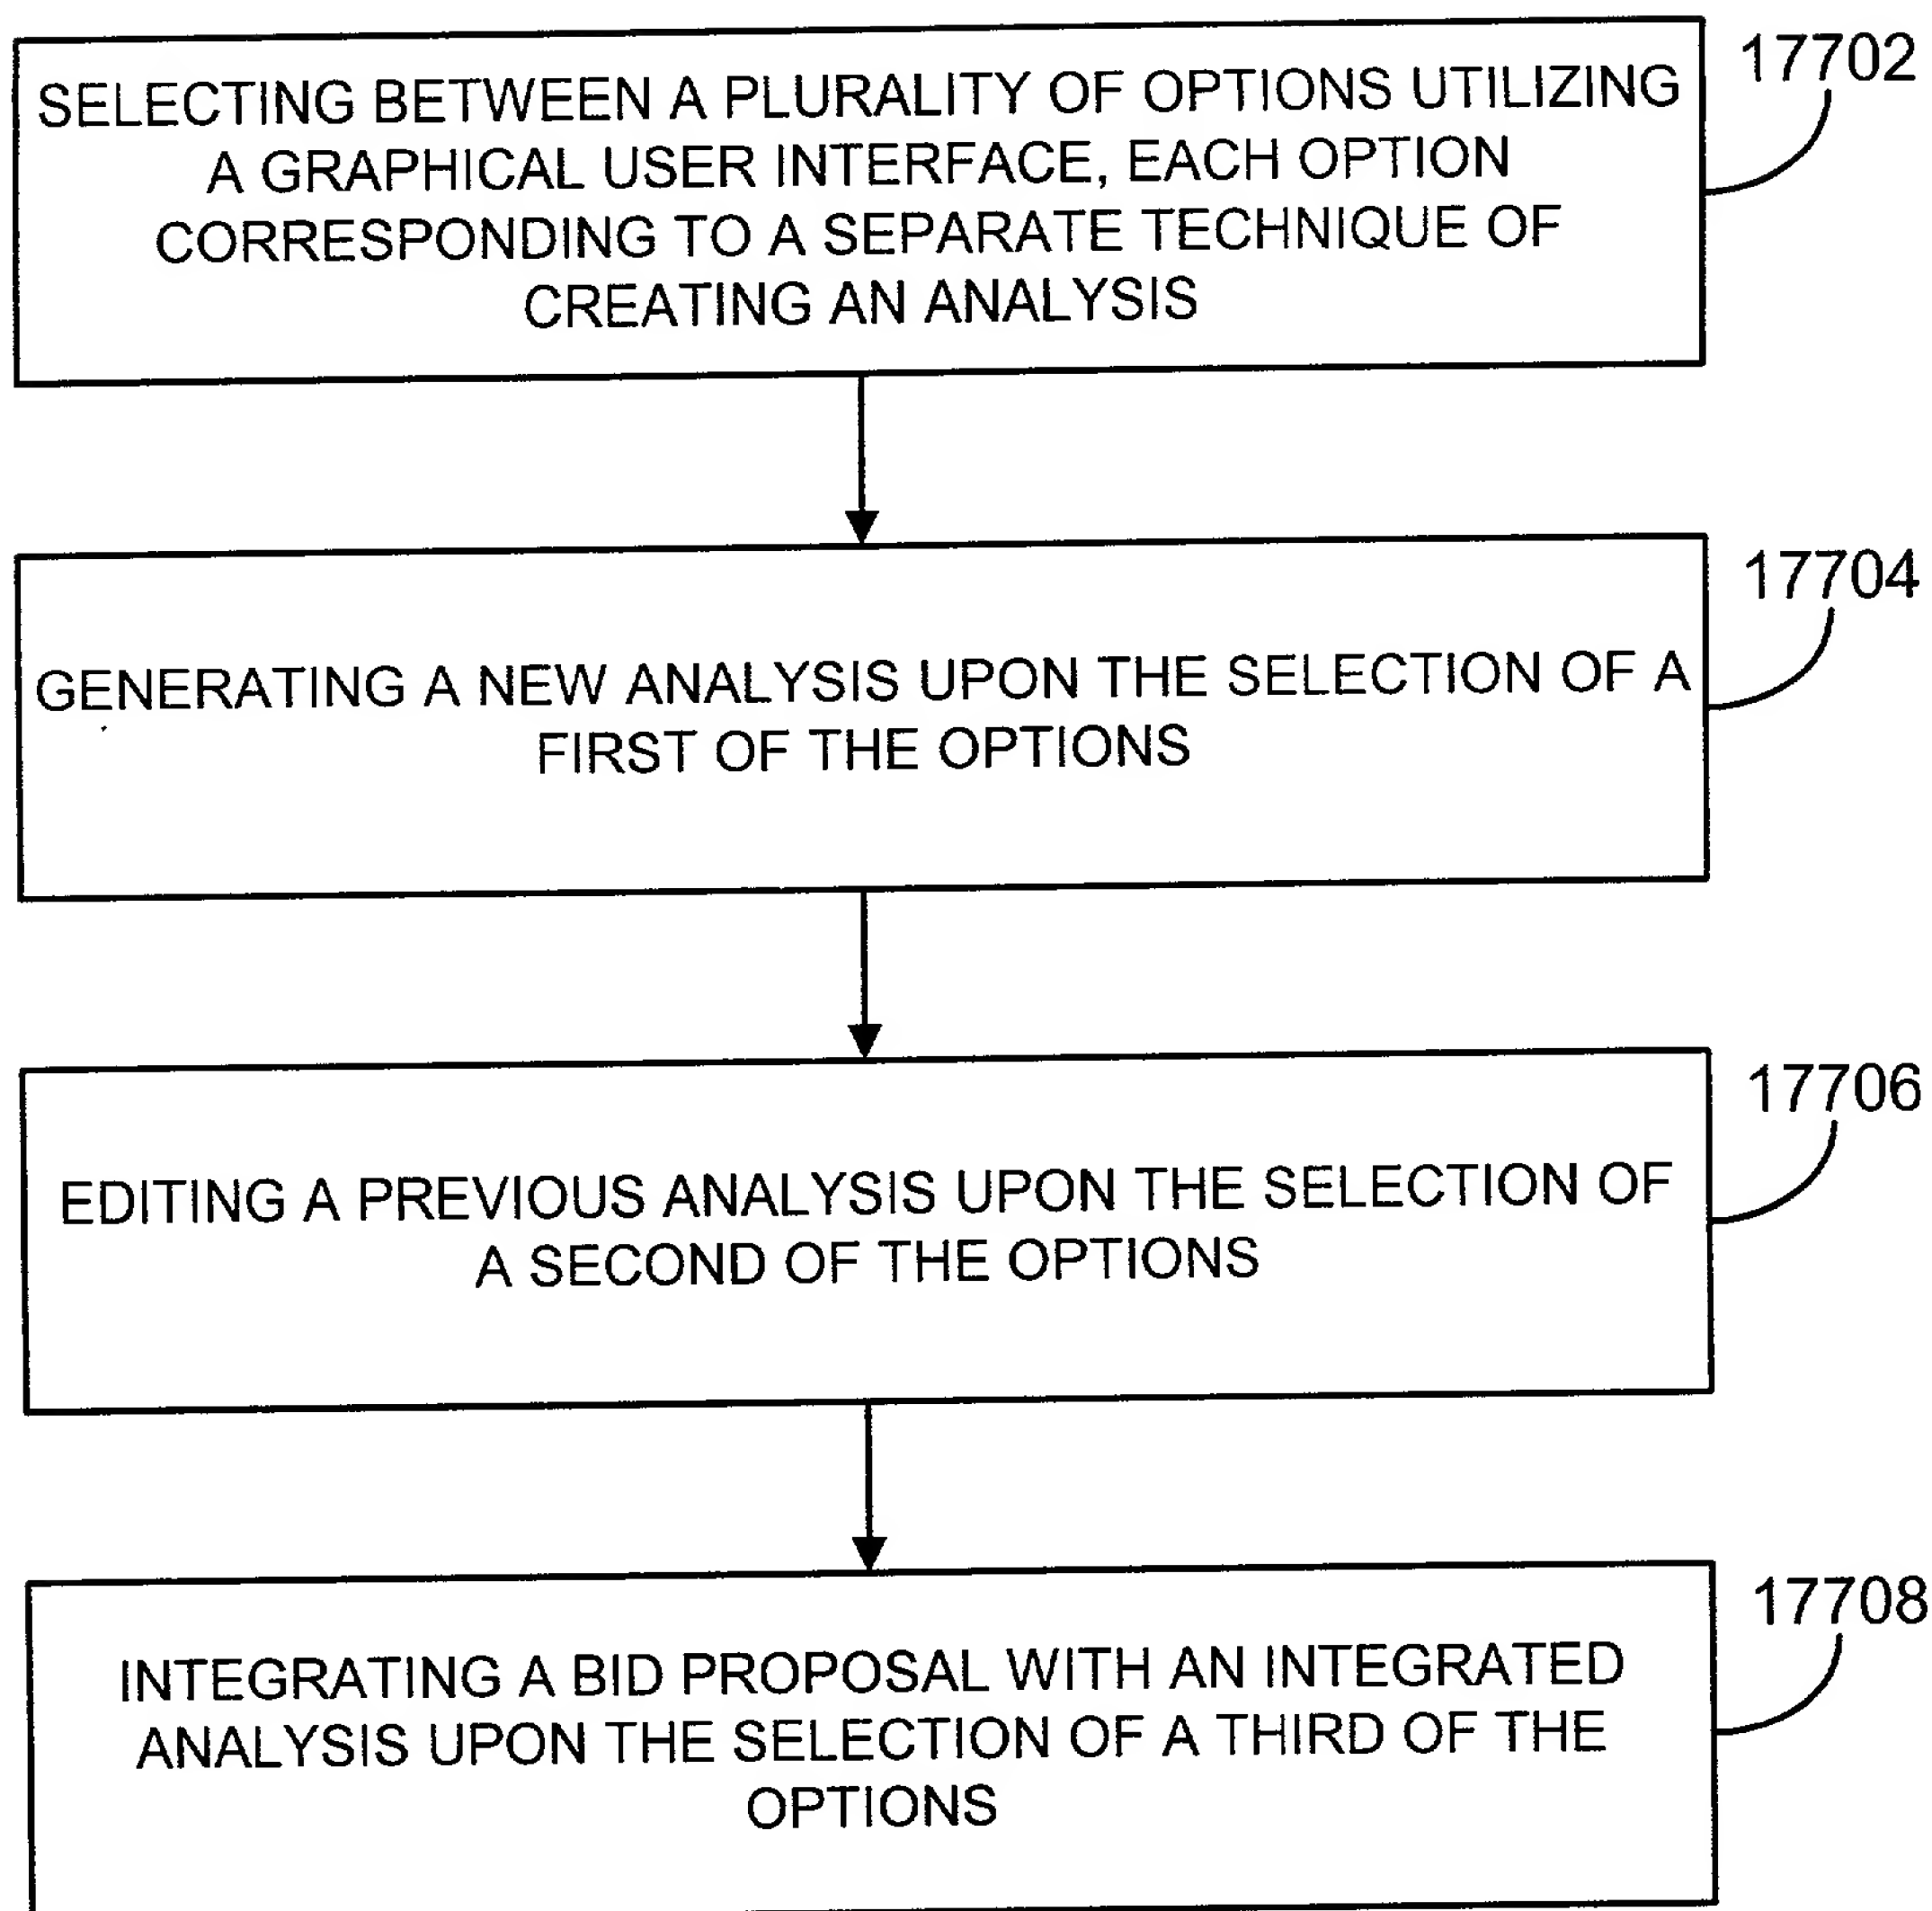 17702
SELECTING BETWEEN A PLURALITY OF OPTIONS UTILIZING
A GRAPHICAL USER INTERFACE, EACH OPTION
CORRESPONDING TO A SEPARATE TECHNIQUE OF
CREATING AN ANALYSIS
17704
GENERATING A NEW ANALYSIS UPON THE SELECTION OF A
FIRST OF THE OPTIONS
17706
EDITING A PREVIOUS ANALYSIS UPON THE SELECTION OF
A SECOND OF THE OPTIONS
17708
INTEGRATING A BID PROPOSAL WITH AN INTEGRATED
ANALYSIS UPON THE SELECTION OF A THIRD OF THE
OPTIONS